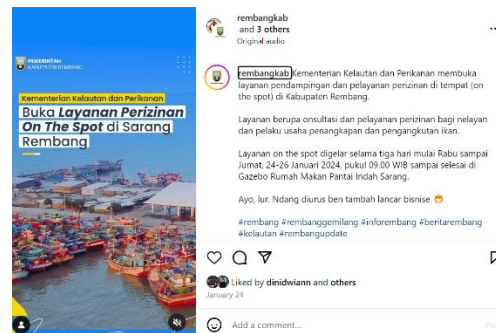 PEMERINTAH
KABUPATEN REMBANG
Kementerian Kelautan dan Perikanan
Buka Layanan Perizinan
On The Spot di Sarang
Rembang
rembangkab
and 3 others
Original audio
rembangkab Kementerian Kelautan dan Perikanan membuka
layanan pendampingan dan pelayanan perizinan di tempat (on
the spot) di Kabupaten Rembang.
Layanan berupa onsultasi dan pelayanan perizinan bagi nelayan
dan pelaku usaha penangkapan dan pengangkutan ikan.
Layanan on the spot digelar selama tiga hari mulai Rabu sampai
Jumat, 24-26 Januari 2024, pukul 09.00 WIB sampai selesai di
Gazebo Rumah Makan Pantai Indah Sarang.
Ayo, lur. Ndang diurus ben tambah lancar bisnise 😁
#rembang #rembanggemilang #inforembang #beritarembang
#kelautan #rembangupdate
Liked by dinidwiann and others
January 24
Add a comment...